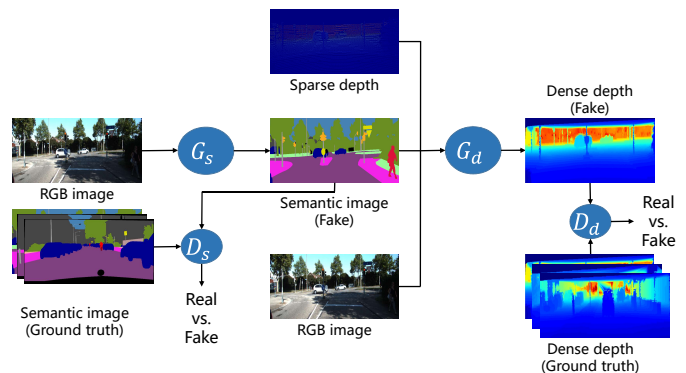 Sparse depth
Dense depth
(Fake)
G_s
G_d
RGB image
Semantic image
(Fake)
D_s
D_d
Real
vs.
Fake
Real
vs.
Fake
Semantic image
(Ground truth)
RGB image
Dense depth
(Ground truth)